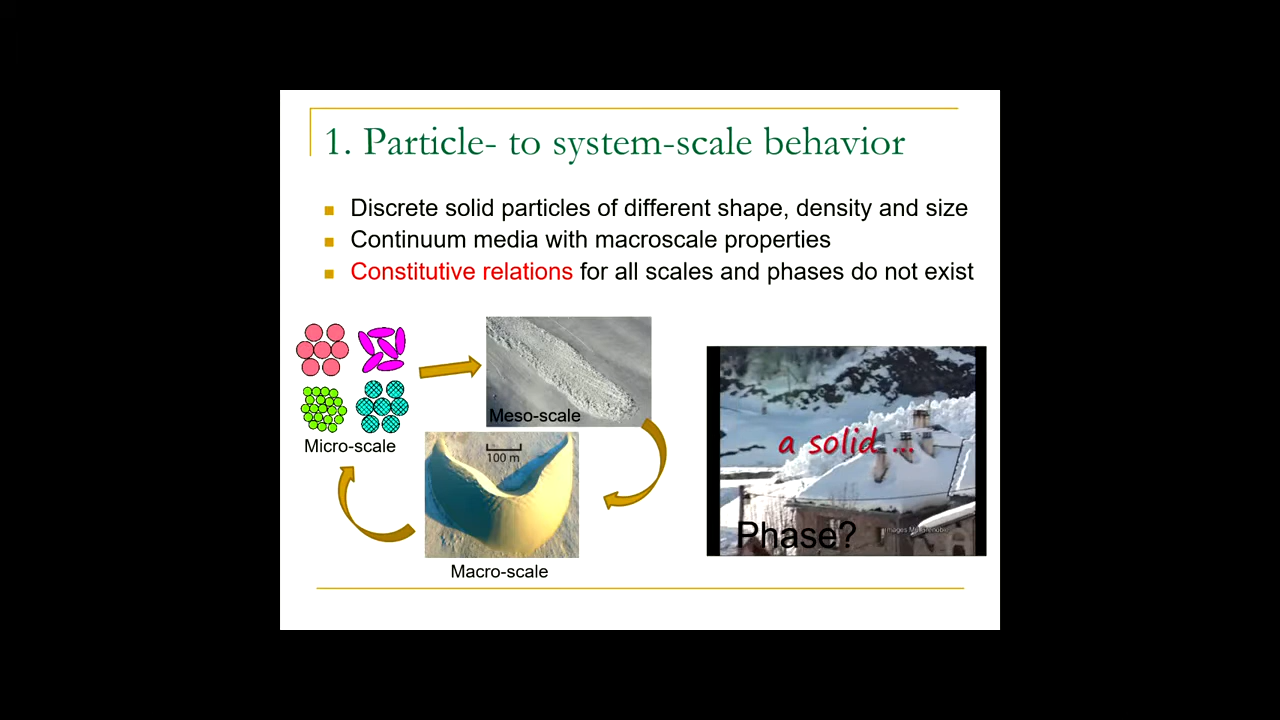 1. Particle- to system-scale behavior
Discrete solid particles of different shape, density and size
Continuum media with macroscale properties
Constitutive relations for all scales and phases do not exist
Micro-scale
Meso-scale
100 m
Macro-scale
a solid ...
Phase?